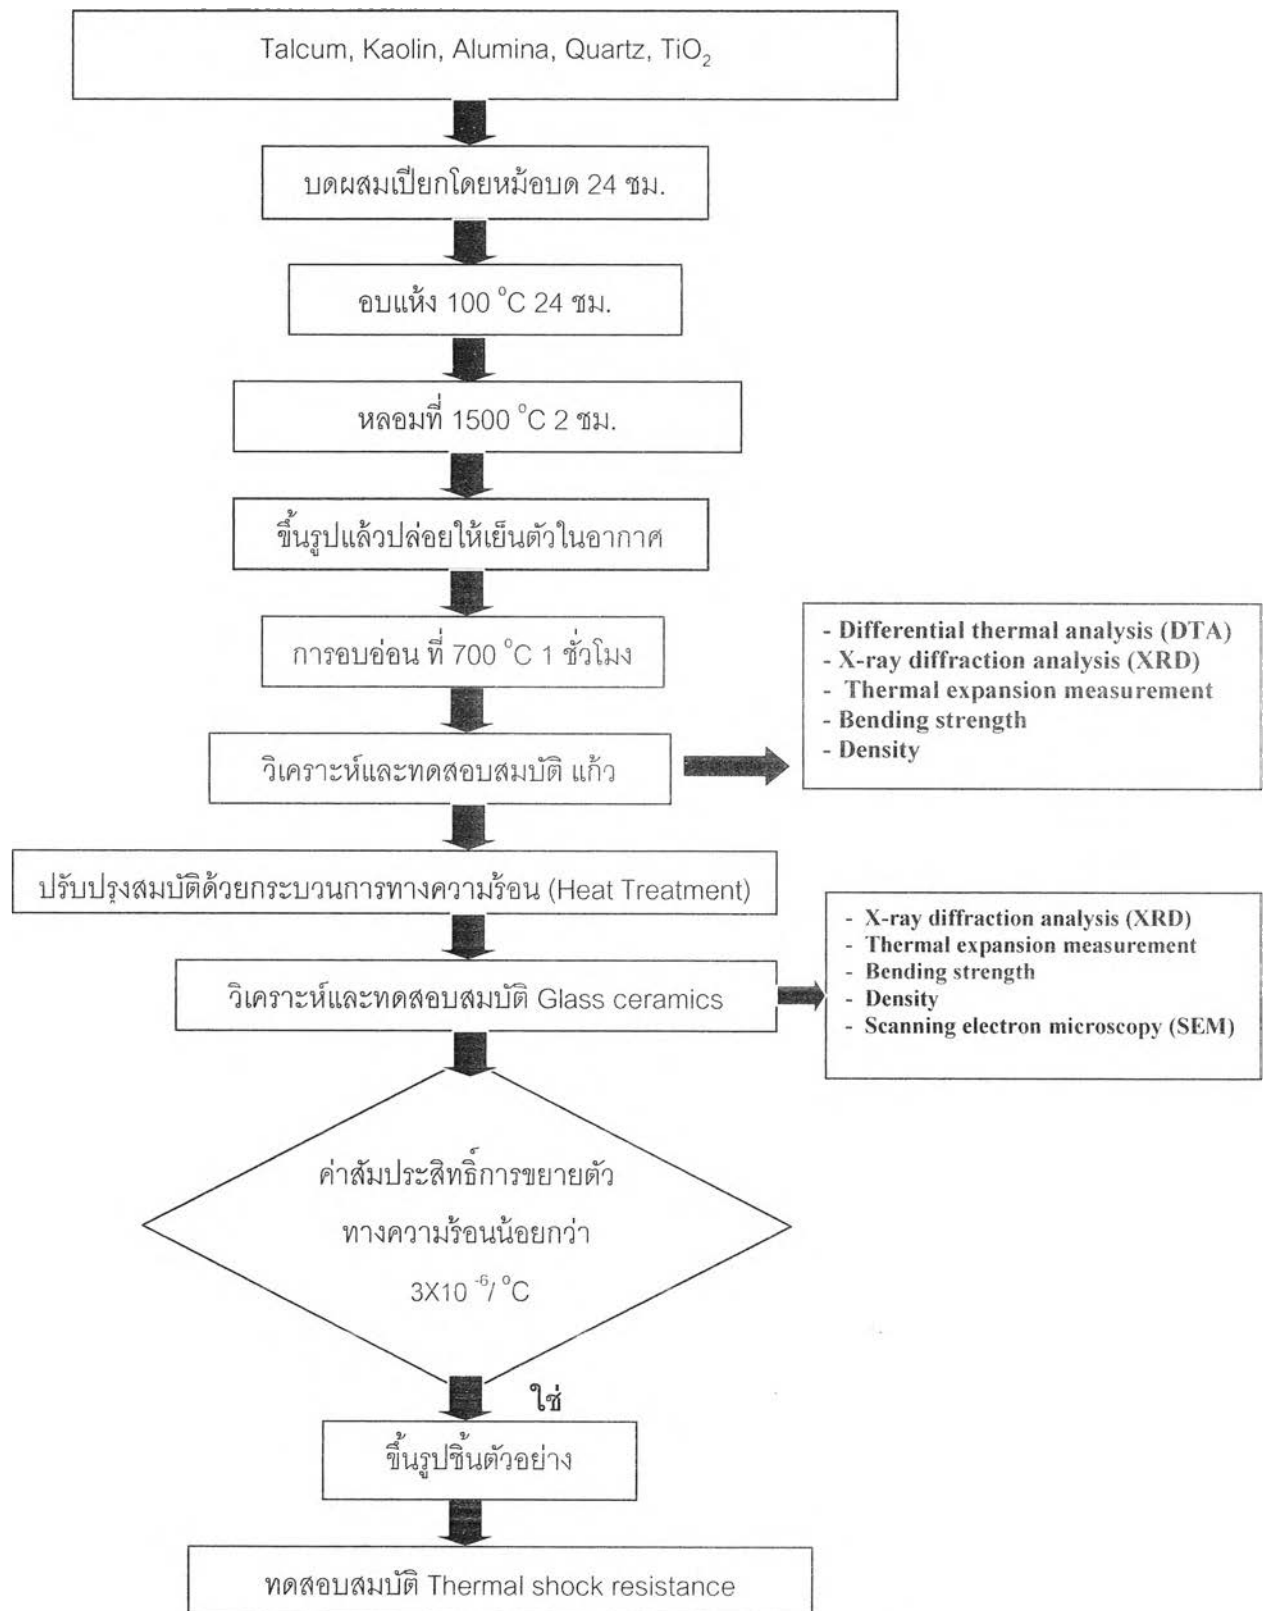 Talcum, Kaolin, Alumina, Quartz, TiO₂
บดผสมเปียกโดยหม้อบด 24 ชม.
อบแห้ง 100 °C 24 ชม.
หลอมที่ 1500 °C 2 ชม.
ขึ้นรูปแล้วปล่อยให้เย็นตัวในอากาศ
การอบอ่อน ที่ 700 °C 1 ชั่วโมง
วิเคราะห์และทดสอบสมบัติ แก้ว
- Differential thermal analysis (DTA)
- X-ray diffraction analysis (XRD)
- Thermal expansion measurement
- Bending strength
- Density
ปรับปรุงสมบัติด้วยกระบวนการทางความร้อน (Heat Treatment)
วิเคราะห์และทดสอบสมบัติ Glass ceramics
- X-ray diffraction analysis (XRD)
- Thermal expansion measurement
- Bending strength
- Density
- Scanning electron microscopy (SEM)
ค่าสัมประสิทธิ์การขยายตัว
ทางความร้อนน้อยกว่า
3X10 ⁻⁶/ °C
ใช่
ขึ้นรูปชิ้นตัวอย่าง
ทดสอบสมบัติ Thermal shock resistance